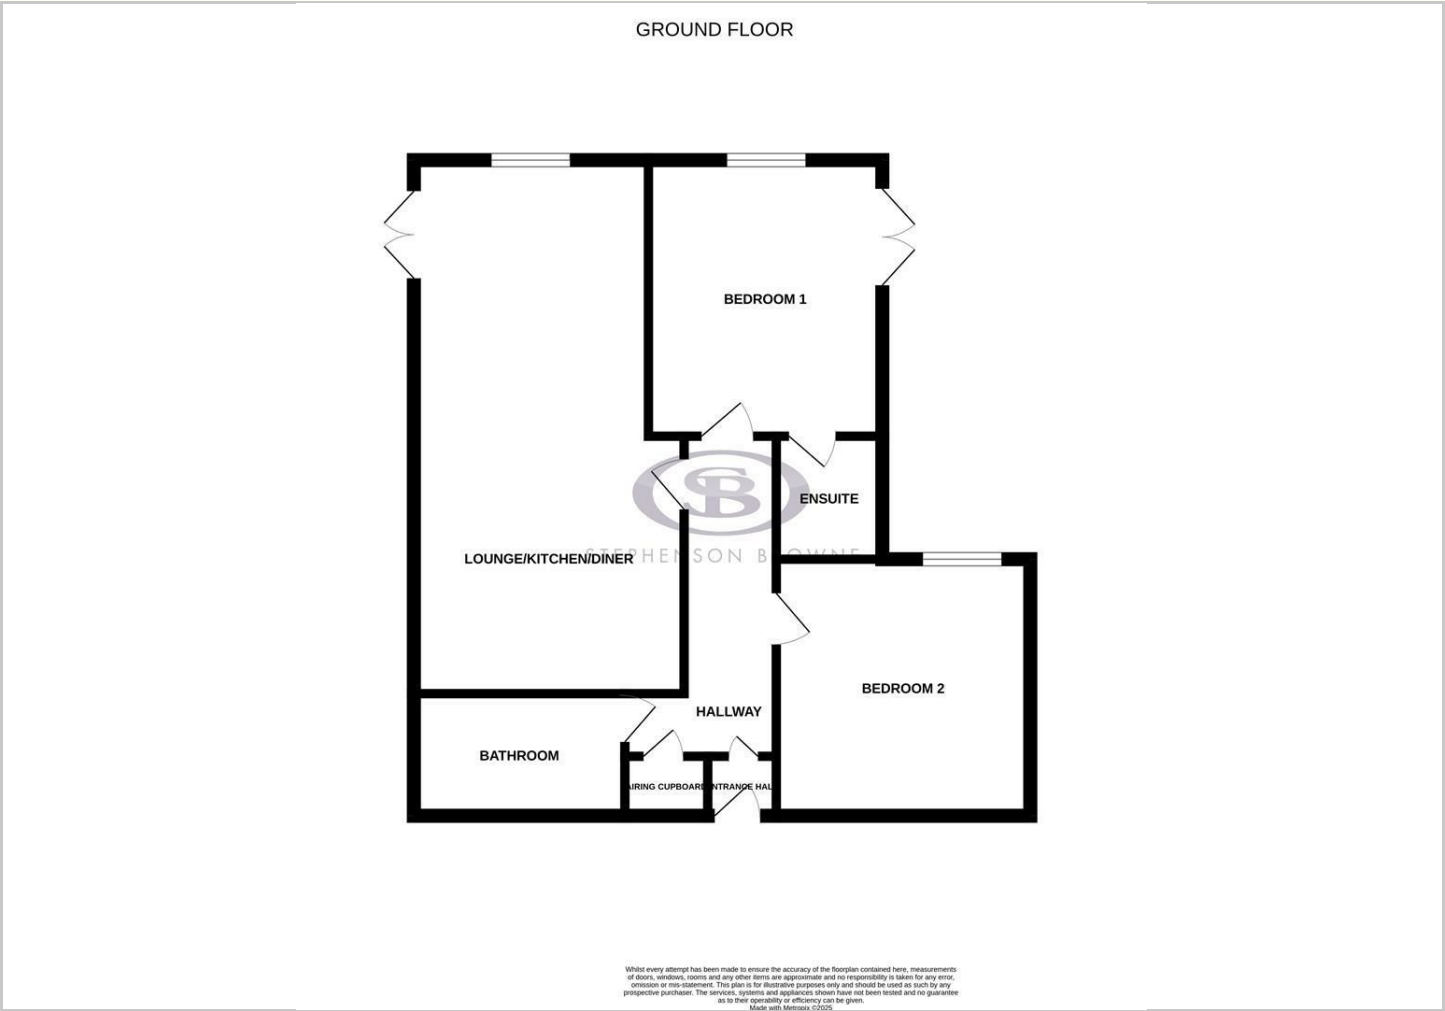 GROUND FLOOR
BEDROOM 1
SB
ENSUITE
STEPHENSON BROWNE
LOUNGE/KITCHEN/DINER
BEDROOM 2
HALLWAY
BATHROOM
AIRING CUPBOARD
ENTRANCE HALL
Whilst every attempt has been made to ensure the accuracy of the floorplan contained here, measurements
of doors, windows, rooms and any other items are approximate and no responsibility is taken for any error,
omission or mis-statement. This plan is for illustrative purposes only and should be used as such by any
prospective purchaser. The services, systems and appliances shown have not been tested and no guarantee
as to their operability or efficiency can be given.
Made with Metropix ©2025